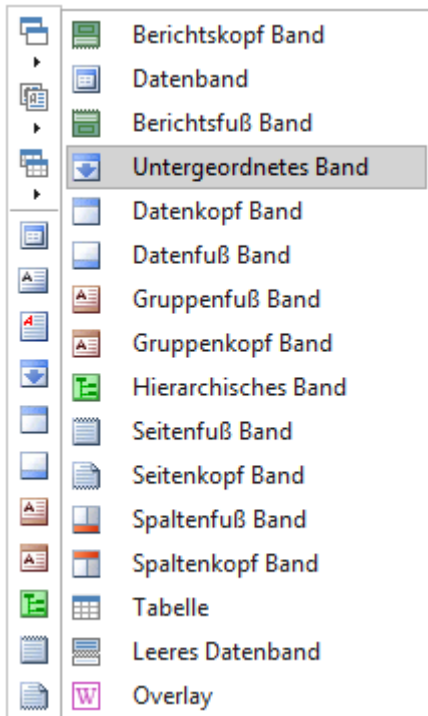 Berichtskopf Band
Datenband
Berichtsfuß Band
Untergeordnetes Band
Datenkopf Band
Datenfuß Band
Gruppenfuß Band
Gruppenkopf Band
Hierarchisches Band
Seitenfuß Band
Seitenkopf Band
Spaltenfuß Band
Spaltenkopf Band
Tabelle
Leeres Datenband
Overlay